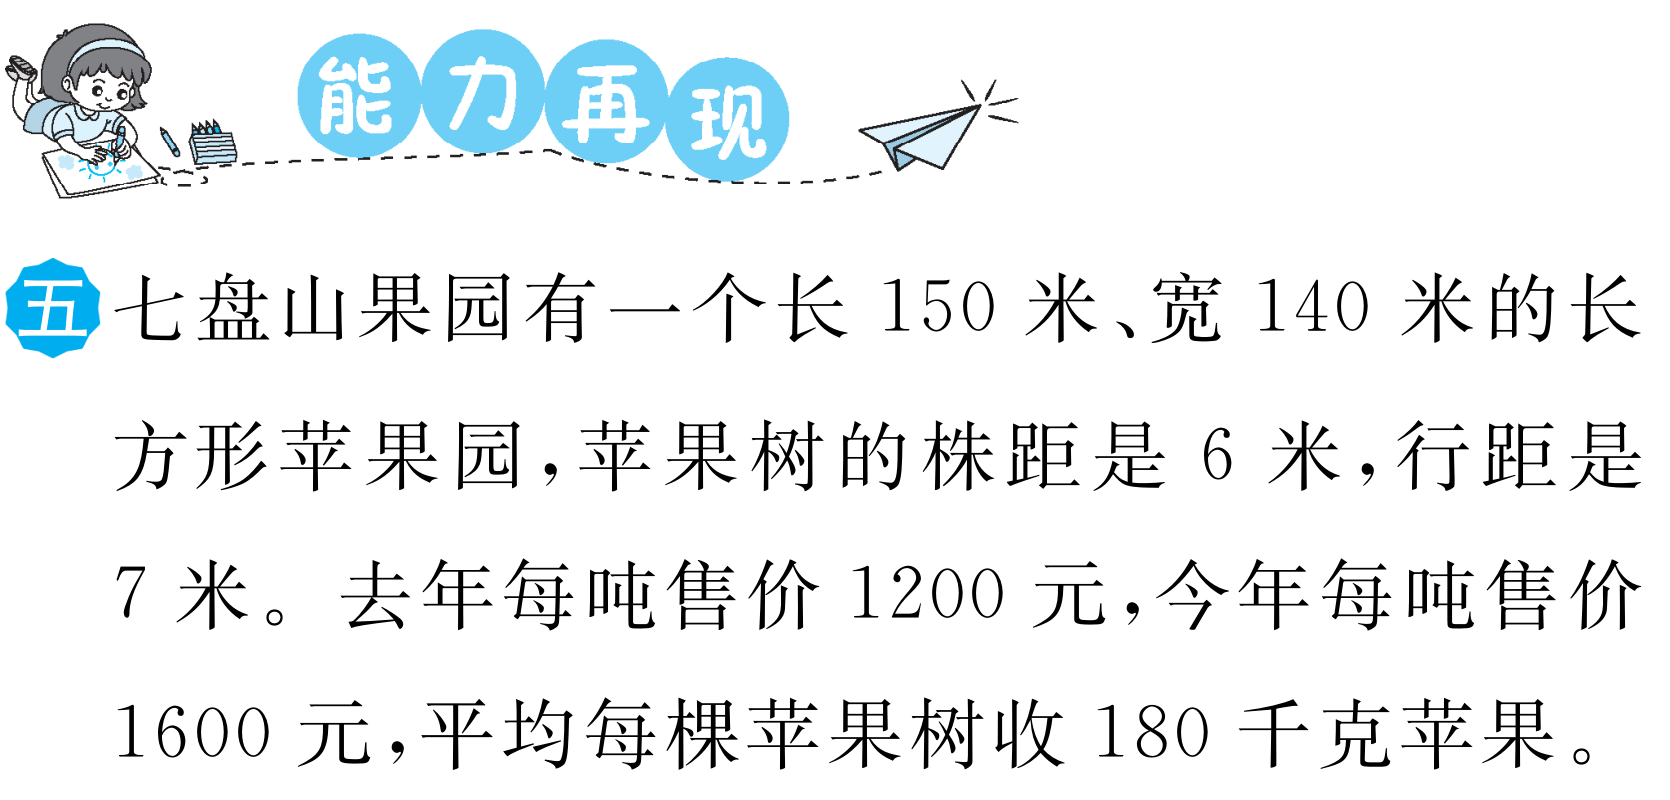 能力再现
五 七盘山果园有一个长 150 米、宽 140 米的长
方形苹果园,苹果树的株距是 6 米,行距是
7 米。去年每吨售价 1200 元,今年每吨售价
1600 元,平均每棵苹果树收 180 千克苹果。